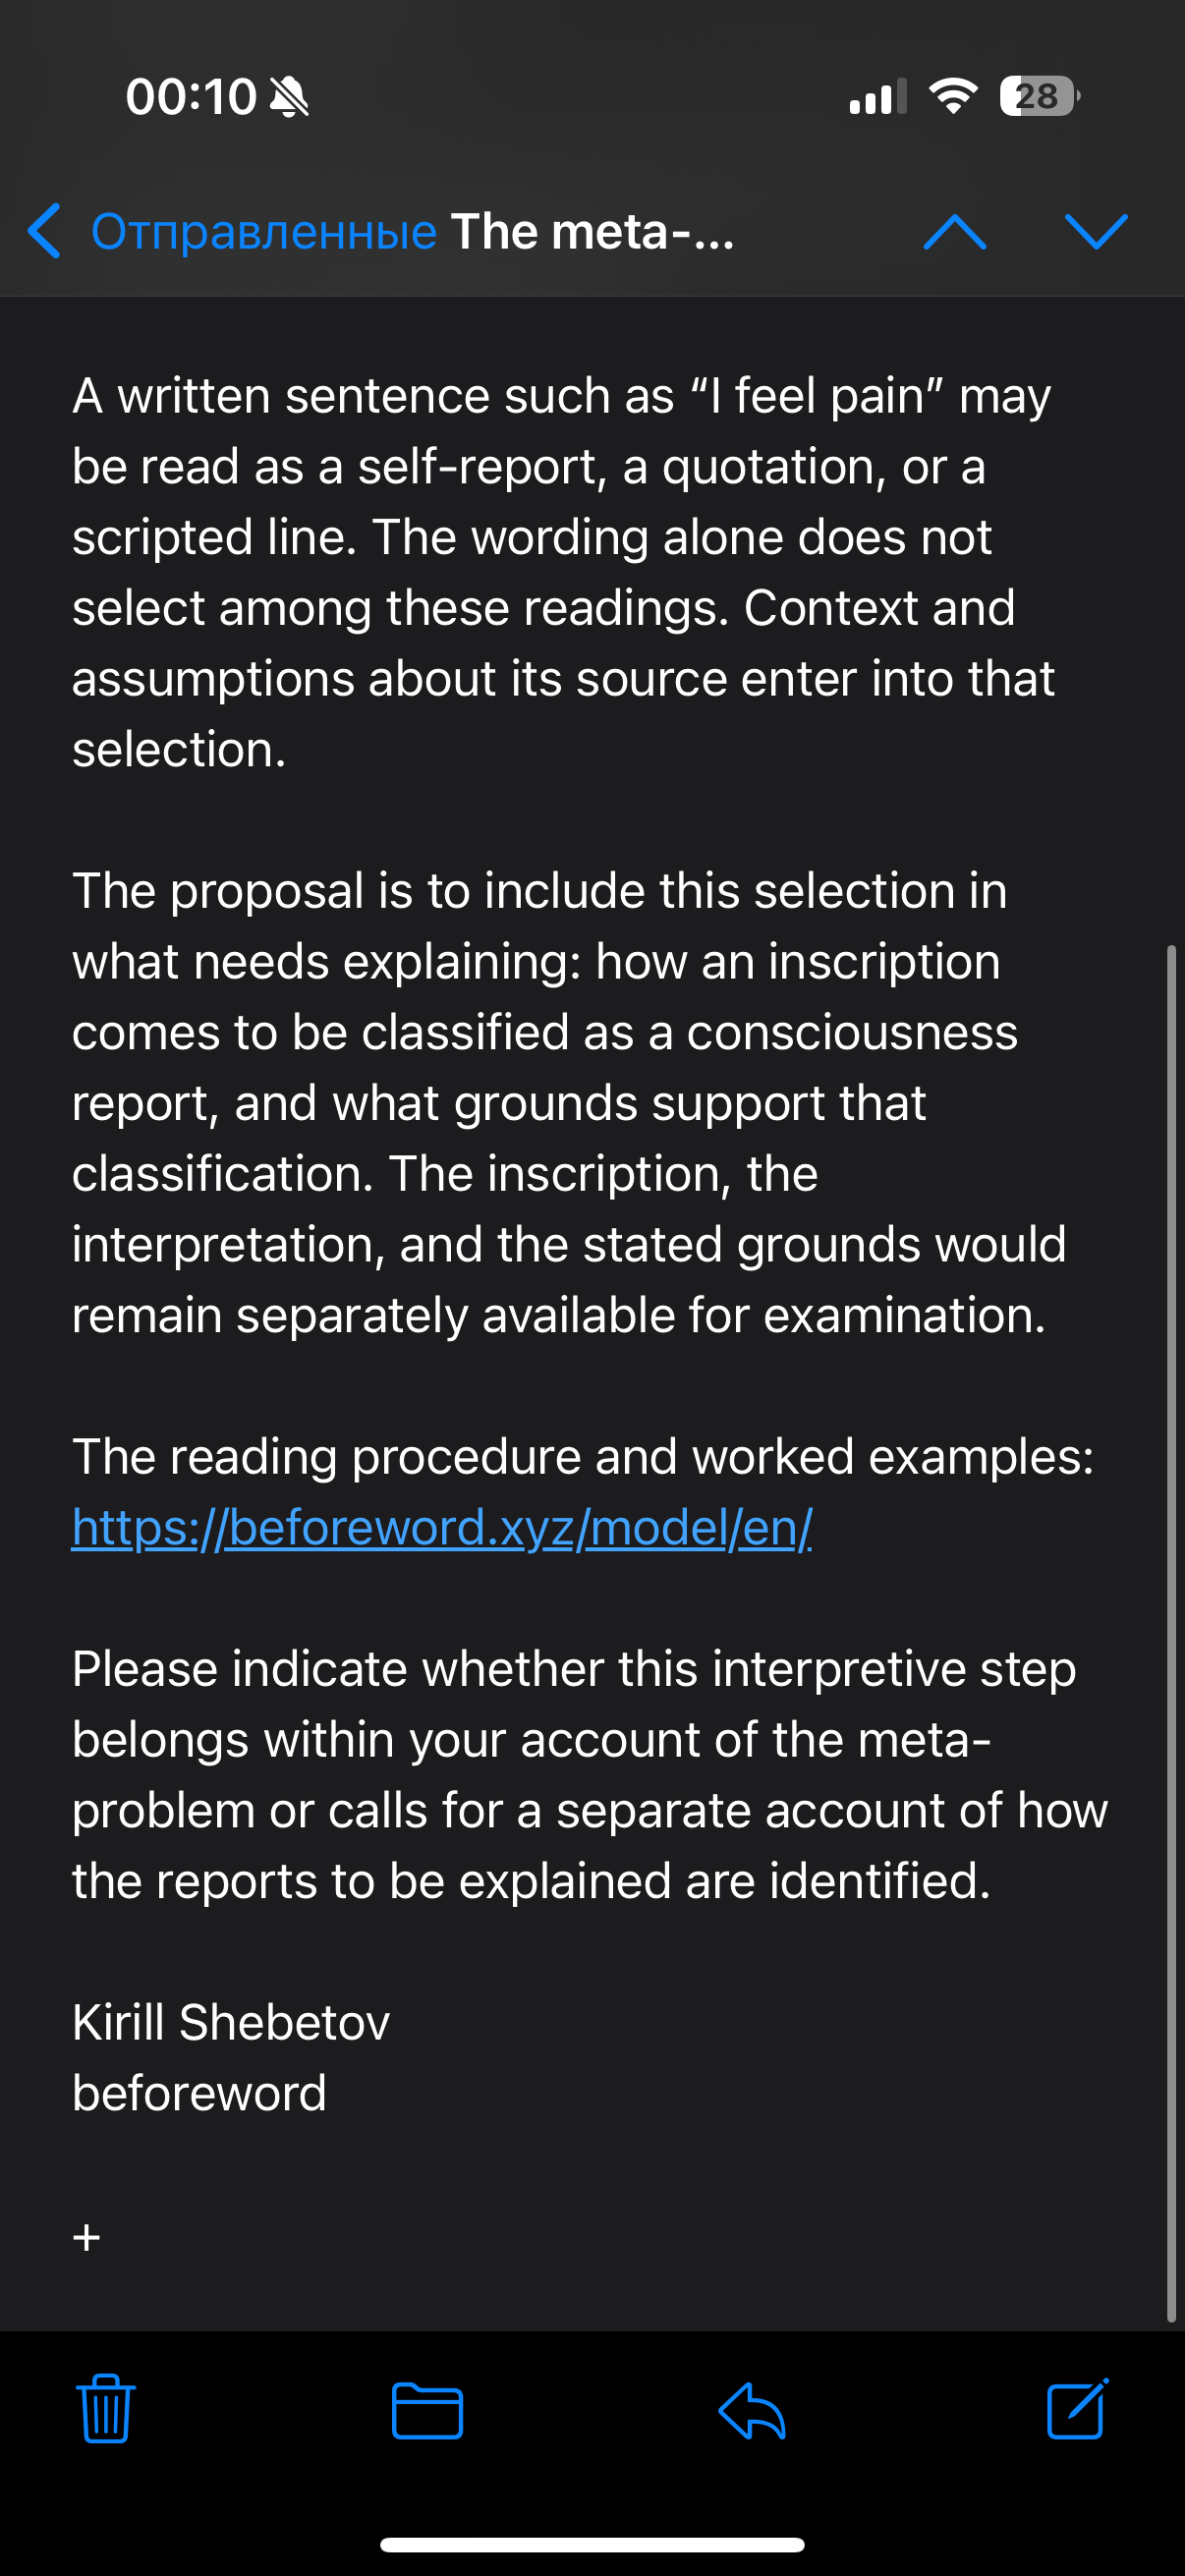 00:10
28
Отправленные The meta-...
A written sentence such as “I feel pain” may
be read as a self-report, a quotation, or a
scripted line. The wording alone does not
select among these readings. Context and
assumptions about its source enter into that
selection.
The proposal is to include this selection in
what needs explaining: how an inscription
comes to be classified as a consciousness
report, and what grounds support that
classification. The inscription, the
interpretation, and the stated grounds would
remain separately available for examination.
The reading procedure and worked examples:
https://beforeword.xyz/model/en/
Please indicate whether this interpretive step
belongs within your account of the meta-
problem or calls for a separate account of how
the reports to be explained are identified.
Kirill Shebetov
beforeword
+